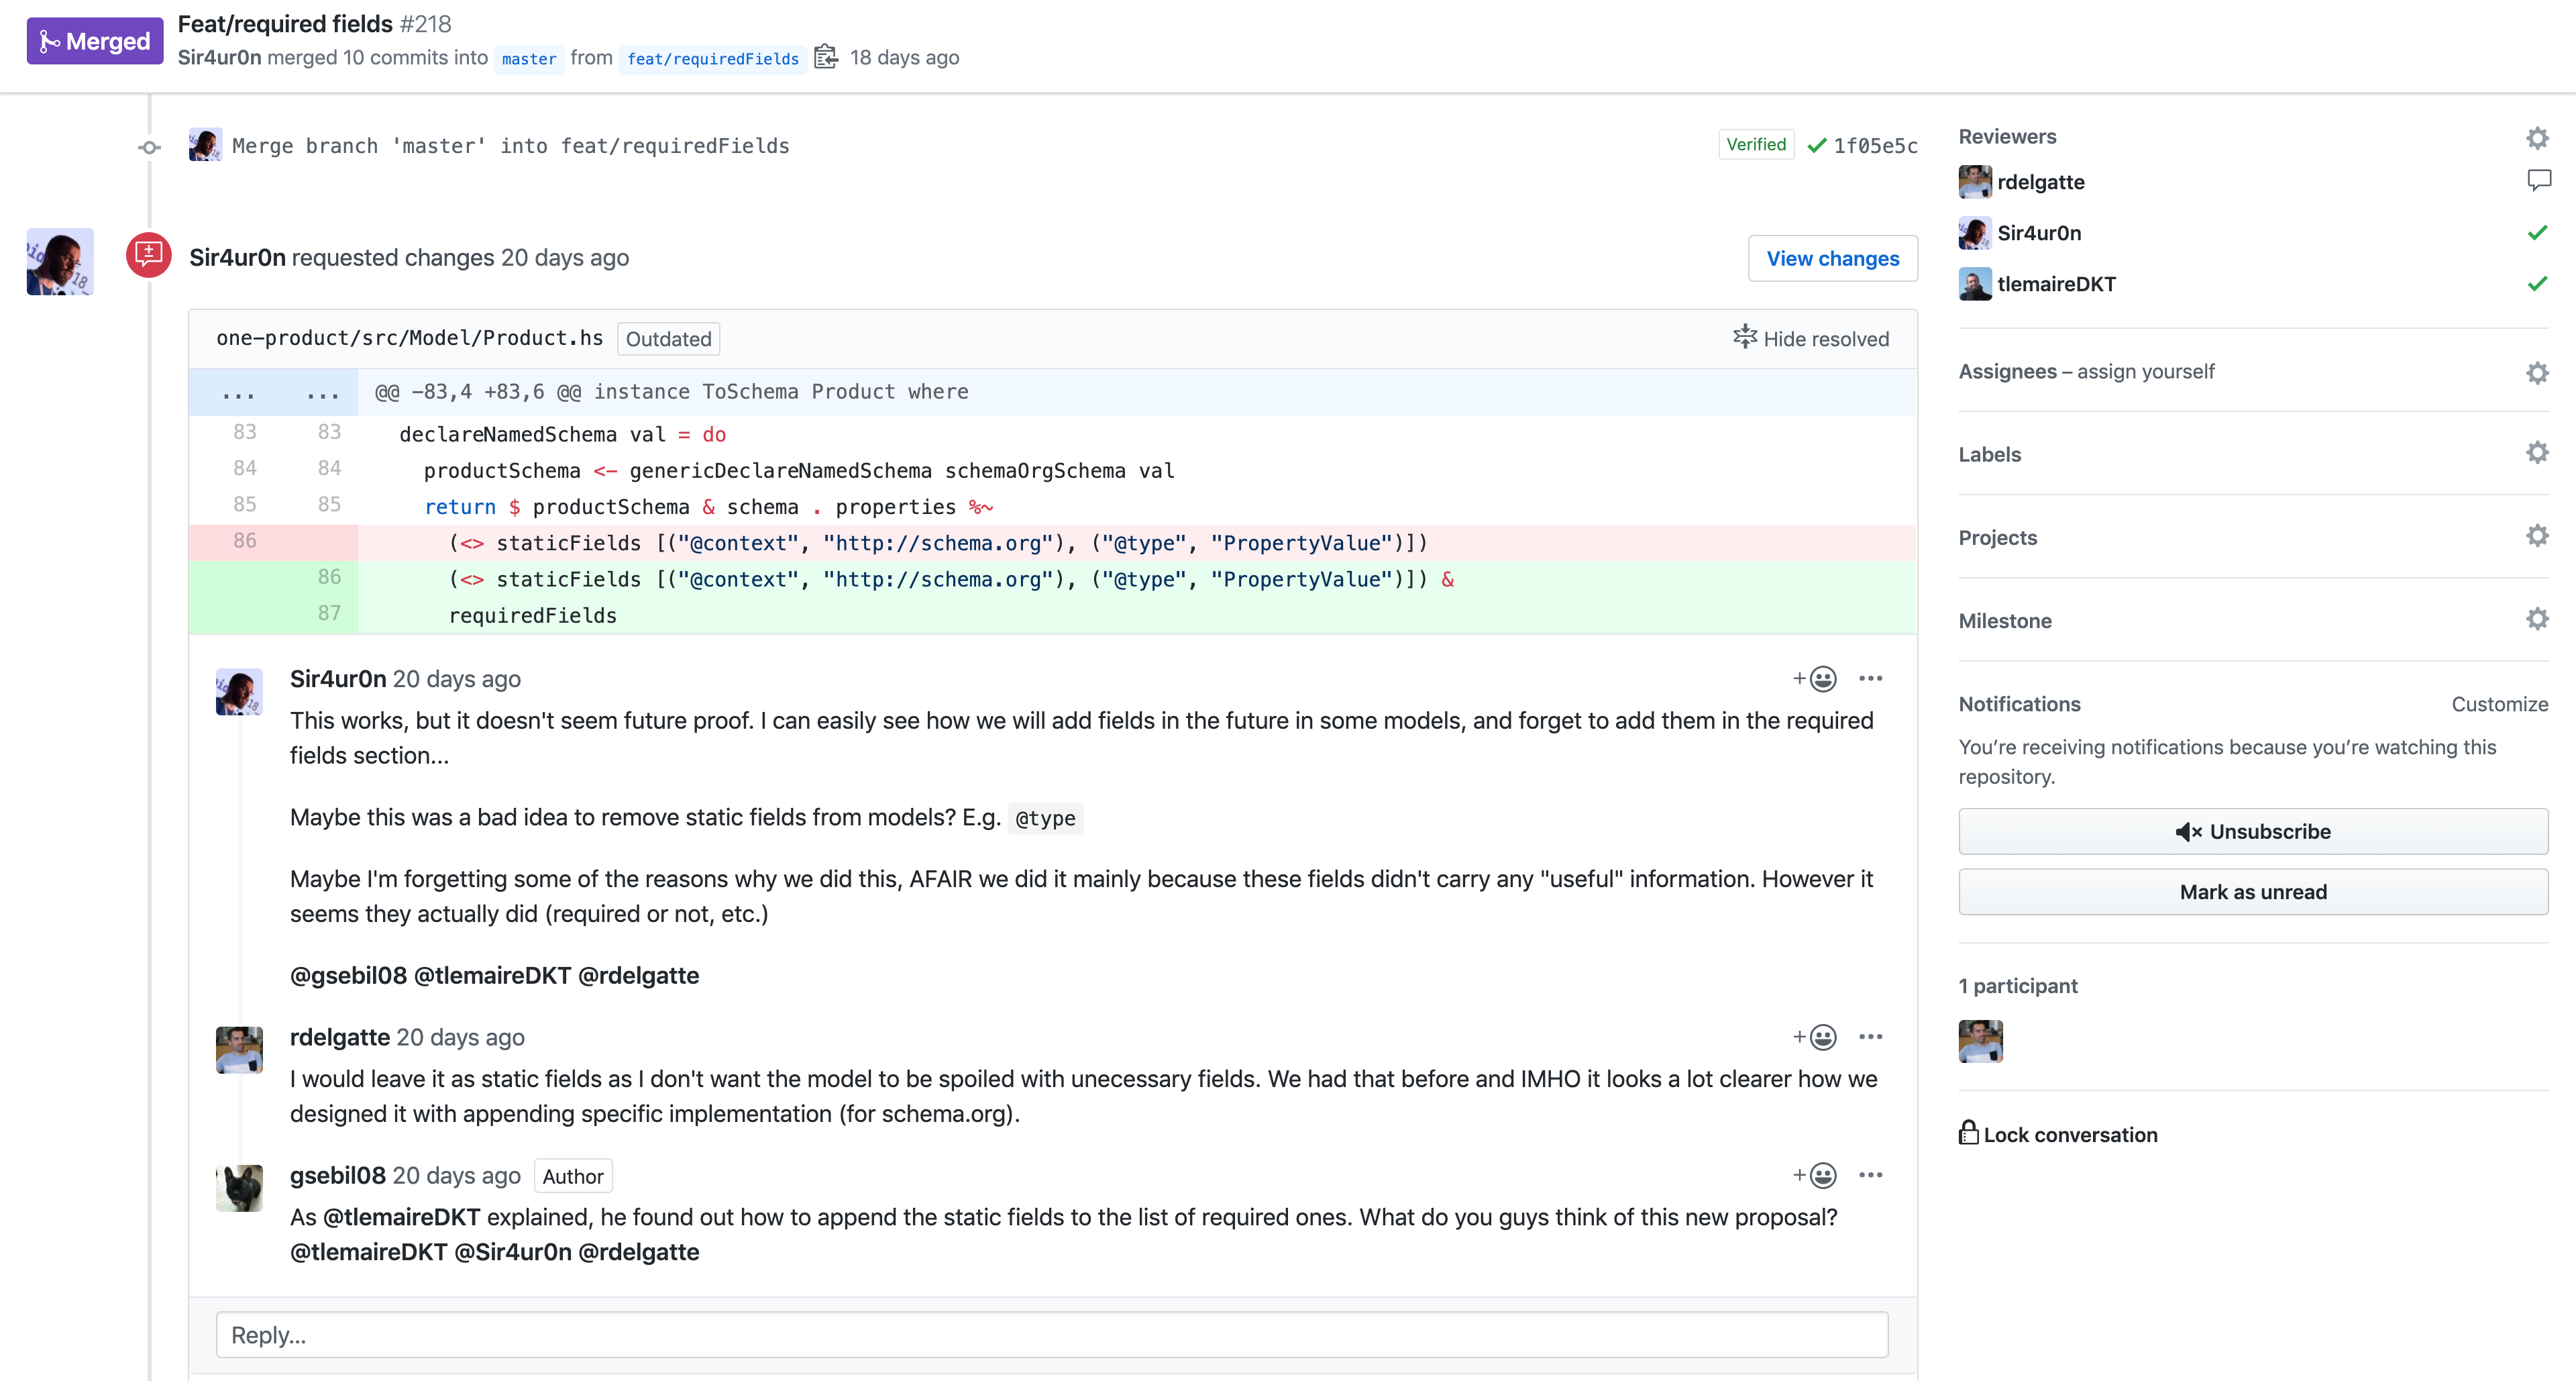 Merged
Feat/required fields #218
Sir4ur0n merged 10 commits into master from feat/requiredFields 18 days ago
Merge branch 'master' into feat/requiredFields Verified 1f05e5c
Sir4ur0n requested changes 20 days ago View changes
one-product/src/Model/Product.hs Outdated Hide resolved
... ... @@ -83,4 +83,6 @@ instance ToSchema Product where
83 83 declareNamedSchema val = do
84 84 productSchema <- genericDeclareNamedSchema schemaOrgSchema val
85 85 return $ productSchema & schema . properties %~
86 (<> staticFields [("@context", "http://schema.org"), ("@type", "PropertyValue")])
86 (<> staticFields [("@context", "http://schema.org"), ("@type", "PropertyValue")]) &
87 requiredFields
Sir4ur0n 20 days ago
This works, but it doesn't seem future proof. I can easily see how we will add fields in the future in some models, and forget to add them in the required
fields section...
Maybe this was a bad idea to remove static fields from models? E.g. @type
Maybe I'm forgetting some of the reasons why we did this, AFAIR we did it mainly because these fields didn't carry any "useful" information. However it
seems they actually did (required or not, etc.)
@gsebil08 @tlemaireDKT @rdelgatte
rdelgatte 20 days ago
I would leave it as static fields as I don't want the model to be spoiled with unecessary fields. We had that before and IMHO it looks a lot clearer how we
designed it with appending specific implementation (for schema.org).
gsebil08 20 days ago Author
As @tlemaireDKT explained, he found out how to append the static fields to the list of required ones. What do you guys think of this new proposal?
@tlemaireDKT @Sir4ur0n @rdelgatte
Reply...
Reviewers
rdelgatte
Sir4ur0n
tlemaireDKT
Assignees – assign yourself
Labels
Projects
Milestone
Notifications Customize
You're receiving notifications because you're watching this
repository.
Unsubscribe
Mark as unread
1 participant
Lock conversation